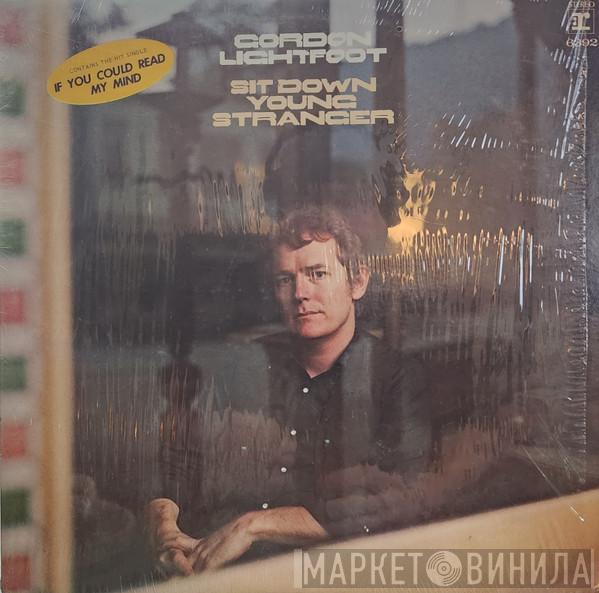 STEREO
6392
GORDON
LIGHTFOOT
SIT DOWN
YOUNG
STRANGER
CONTAINS THE HIT SINGLE
IF YOU COULD READ
MY MIND
МАРКЕТ ВИНИЛА